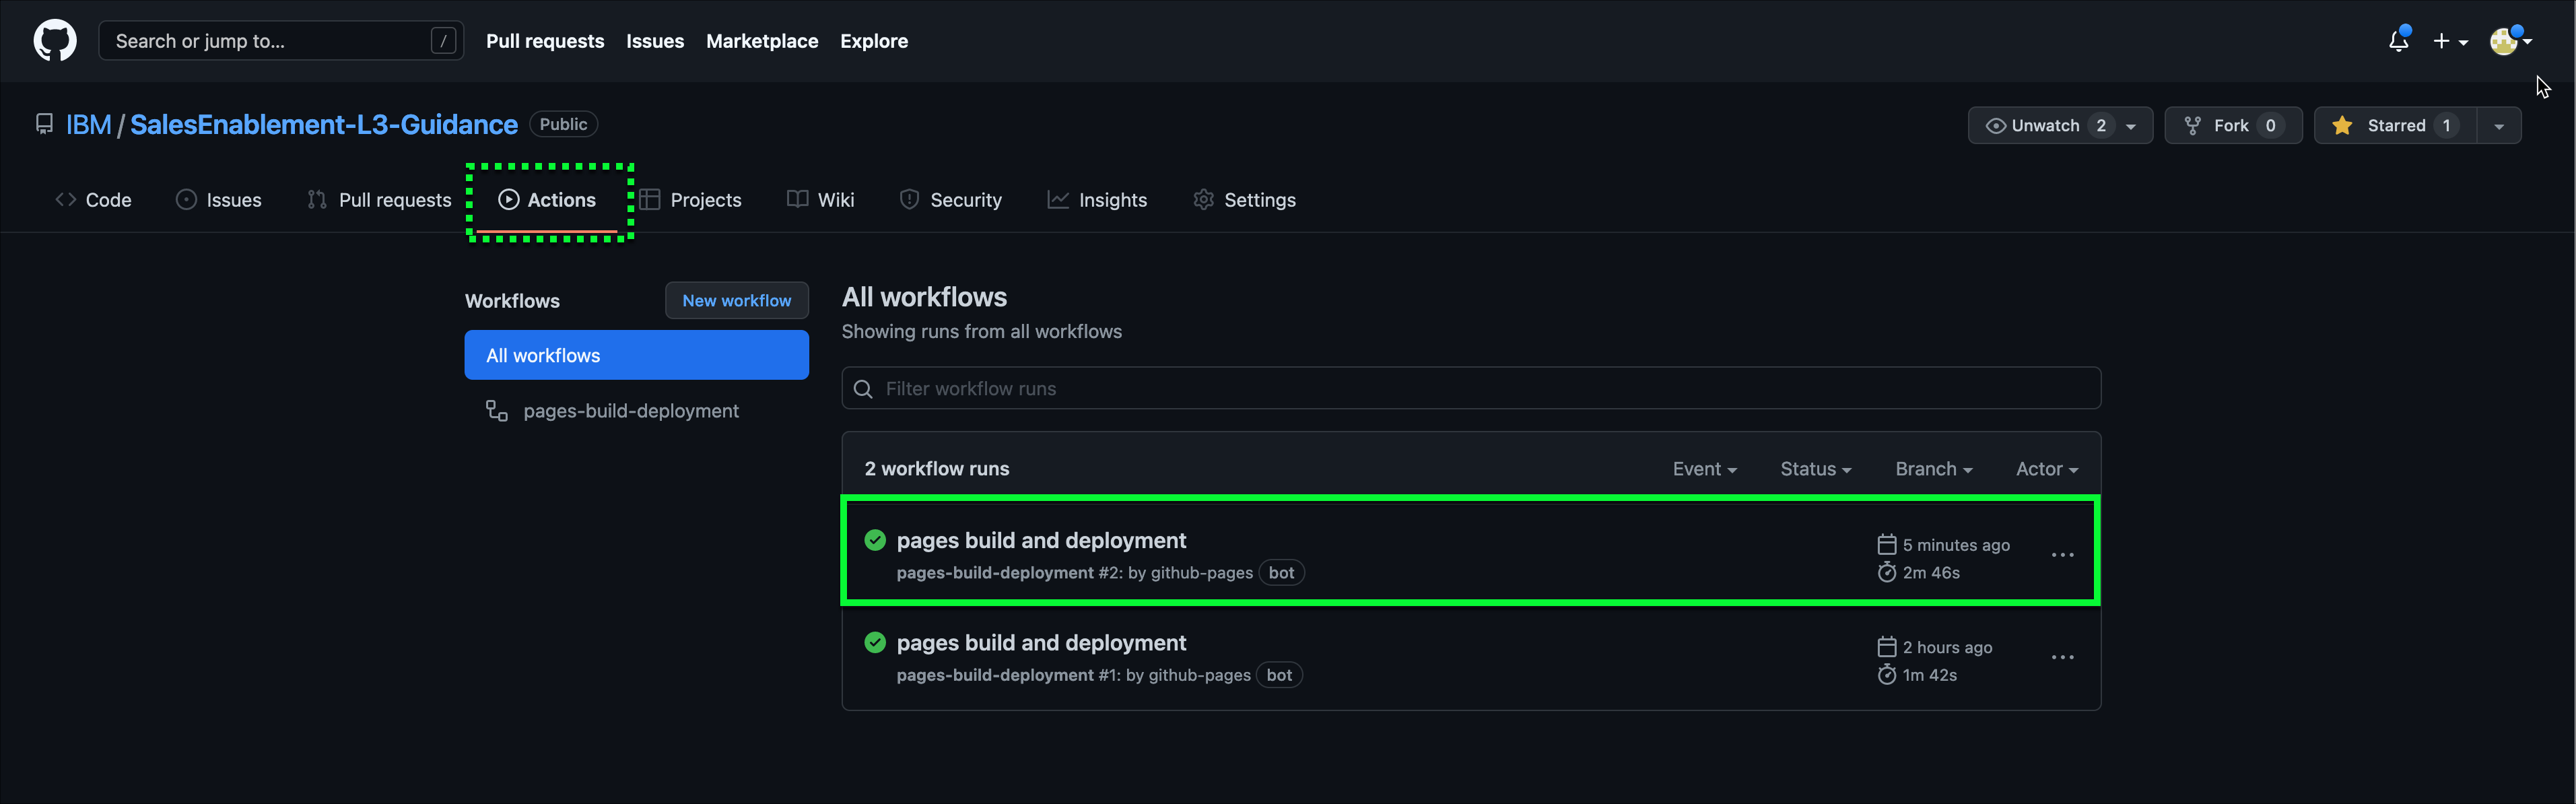 Search or jump to... /
Pull requests Issues Marketplace Explore
IBM / SalesEnablement-L3-Guidance Public
Unwatch 2 Fork 0 Starred 1
Code Issues Pull requests Actions Projects Wiki Security Insights Settings
Workflows New workflow
All workflows
pages-build-deployment
All workflows
Showing runs from all workflows
Filter workflow runs
2 workflow runs Event Status Branch Actor
pages build and deployment
pages-build-deployment #2: by github-pages bot
5 minutes ago
2m 46s
pages build and deployment
pages-build-deployment #1: by github-pages bot
2 hours ago
1m 42s